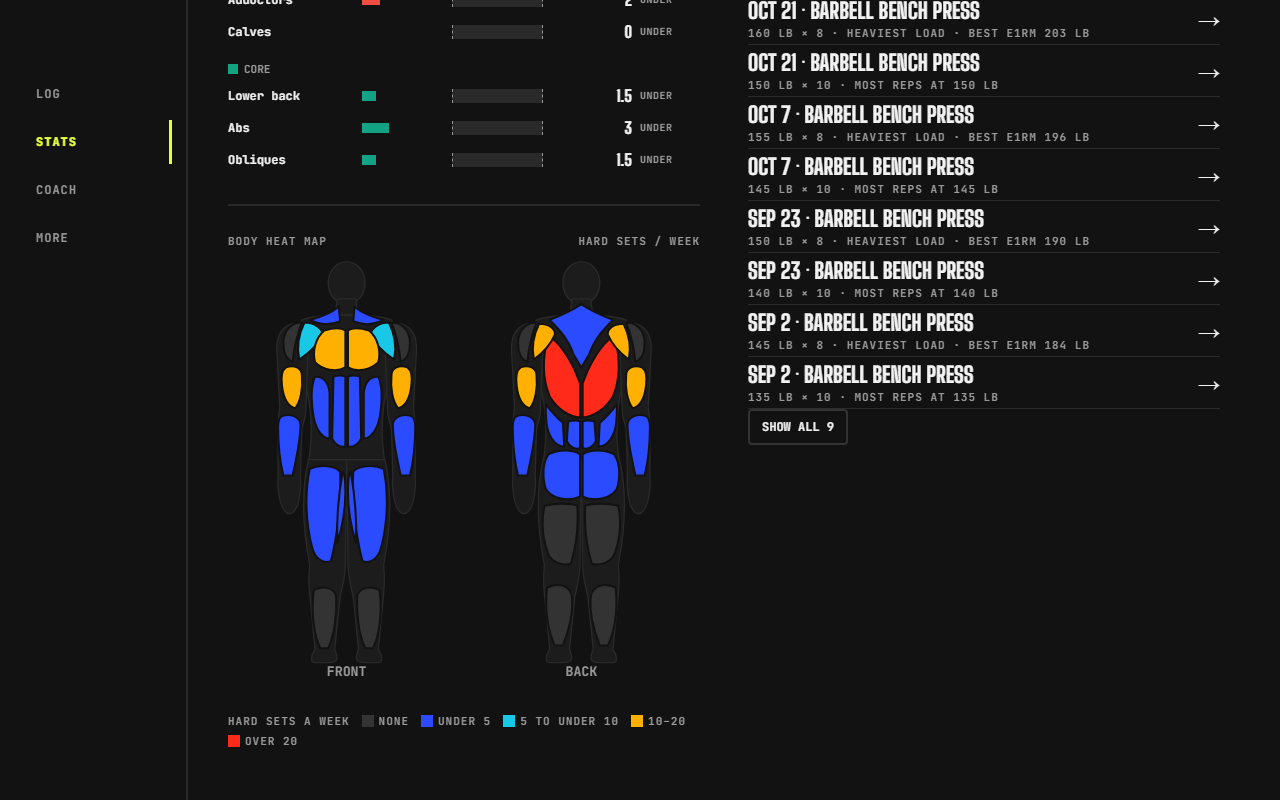 LOG
STATS
COACH
MORE
Adductors 2 UNDER
Calves 0 UNDER
CORE
Lower back 1.5 UNDER
Abs 3 UNDER
Obliques 1.5 UNDER
BODY HEAT MAP HARD SETS / WEEK
FRONT BACK
HARD SETS A WEEK NONE UNDER 5 5 TO UNDER 10 10–20
OVER 20
OCT 21 · BARBELL BENCH PRESS →
160 LB × 8 · HEAVIEST LOAD · BEST E1RM 203 LB
OCT 21 · BARBELL BENCH PRESS →
150 LB × 10 · MOST REPS AT 150 LB
OCT 7 · BARBELL BENCH PRESS →
155 LB × 8 · HEAVIEST LOAD · BEST E1RM 196 LB
OCT 7 · BARBELL BENCH PRESS →
145 LB × 10 · MOST REPS AT 145 LB
SEP 23 · BARBELL BENCH PRESS →
150 LB × 8 · HEAVIEST LOAD · BEST E1RM 190 LB
SEP 23 · BARBELL BENCH PRESS →
140 LB × 10 · MOST REPS AT 140 LB
SEP 2 · BARBELL BENCH PRESS →
145 LB × 8 · HEAVIEST LOAD · BEST E1RM 184 LB
SEP 2 · BARBELL BENCH PRESS →
135 LB × 10 · MOST REPS AT 135 LB
SHOW ALL 9